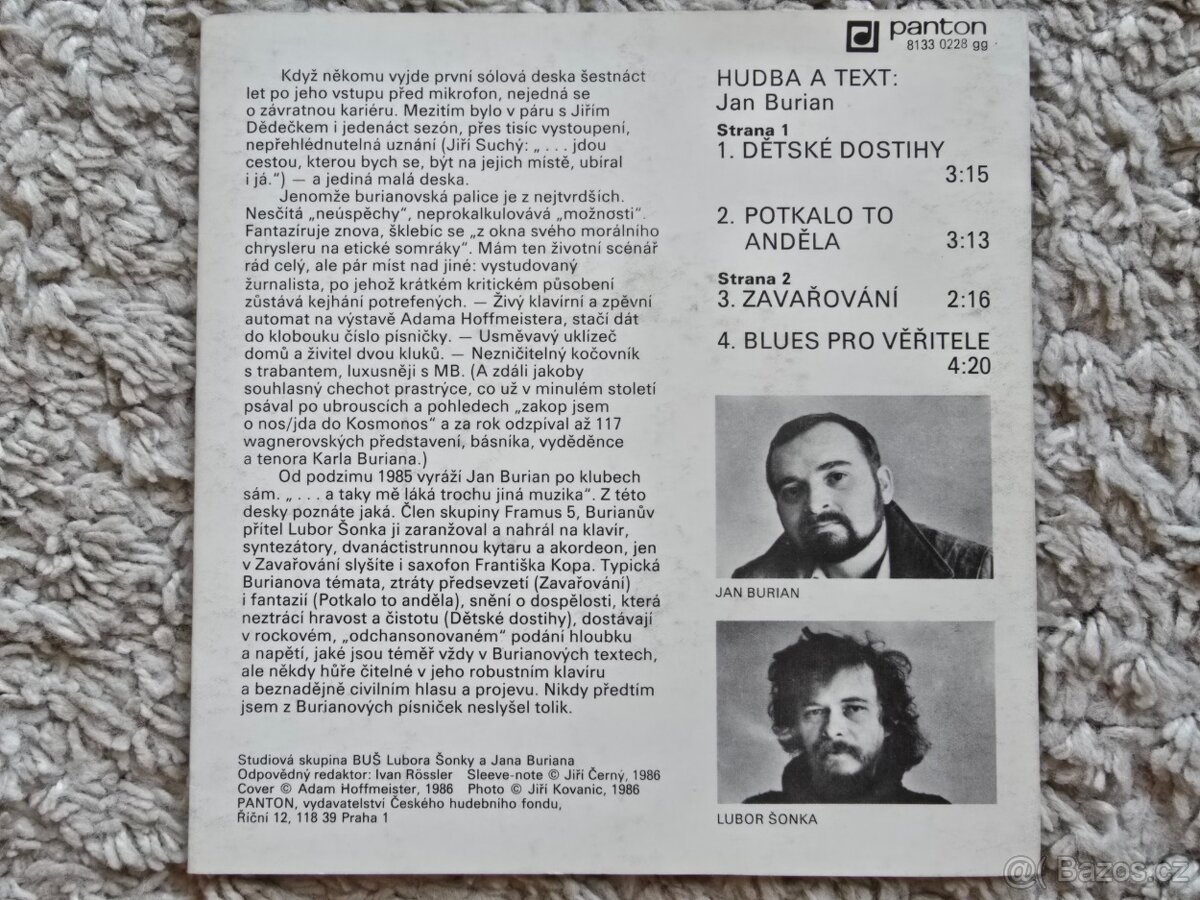 panton
8133 0228 gg
Když někomu vyjde první sólová deska šestnáct
let po jeho vstupu před mikrofon, nejedná se
o závratnou kariéru. Mezitím bylo v páru s Jiřím
Dědečkem i jedenáct sezón, přes tisíc vystoupení,
nepřehlédnutelná uznání (Jiří Suchý: „. . . jdou
cestou, kterou bych se, být na jejich místě, ubíral
i já.“) — a jediná malá deska.
Jenomže burianovská palice je z nejtvrdších.
Nesčítá „neúspěchy“, neprokalkulovává „možnosti“.
Fantazíruje znova, šklebíc se „z okna svého morálního
chrysleru na etické somráky“. Mám ten životní scénář
rád celý, ale pár míst nad jiné: vystudovaný
žurnalista, po jehož krátkém kritickém působení
zůstává kejhání potrefených. — Živý klavírní a zpěvní
automat na výstavě Adama Hoffmeistera, stačí dát
do klobouku číslo písničky. — Usměvavý uklízeč
domů a živitel dvou kluků. — Nezničitelný kočovník
s trabantem, luxusněji s MB. (A zdáli jakoby
souhlasný chechot prastrýce, co už v minulém století
psával po ubrouscích a pohledech „zakop jsem
o nos/jda do Kosmonos“ a za rok odzpíval až 117
wagnerovských představení, básníka, vyděděnce
a tenora Karla Buriana.)
Od podzimu 1985 vyráží Jan Burian po klubech
sám. „. . . a taky mě láká trochu jiná muzika“. Z této
desky poznáte jaká. Člen skupiny Framus 5, Burianův
přítel Lubor Šonka ji zaranžoval a nahrál na klavír,
syntezátory, dvanáctistrunnou kytaru a akordeon, jen
v Zavařování slyšíte i saxofon Františka Kopa. Typická
Burianova témata, ztráty předsevzetí (Zavařování)
i fantazií (Potkalo to anděla), snění o dospělosti, která
neztrácí hravost a čistotu (Dětské dostihy), dostávají
v rockovém, „odchansonovaném“ podání hloubku
a napětí, jaké jsou téměř vždy v Burianových textech,
ale někdy hůře čitelné v jeho robustním klavíru
a beznadějně civilním hlasu a projevu. Nikdy předtím
jsem z Burianových písniček neslyšel tolik.
Studiová skupina BUŠ Lubora Šonky a Jana Buriana
Odpovědný redaktor: Ivan Rössler Sleeve-note © Jiří Černý, 1986
Cover © Adam Hoffmeister, 1986 Photo © Jiří Kovanic, 1986
PANTON, vydavatelství Českého hudebního fondu,
Říční 12, 118 39 Praha 1
HUDBA A TEXT:
Jan Burian
Strana 1
1. DĚTSKÉ DOSTIHY
3:15
2. POTKALO TO
ANDĚLA 3:13
Strana 2
3. ZAVAŘOVÁNÍ 2:16
4. BLUES PRO VĚŘITELE
4:20
JAN BURIAN
LUBOR ŠONKA
Bazos.cz